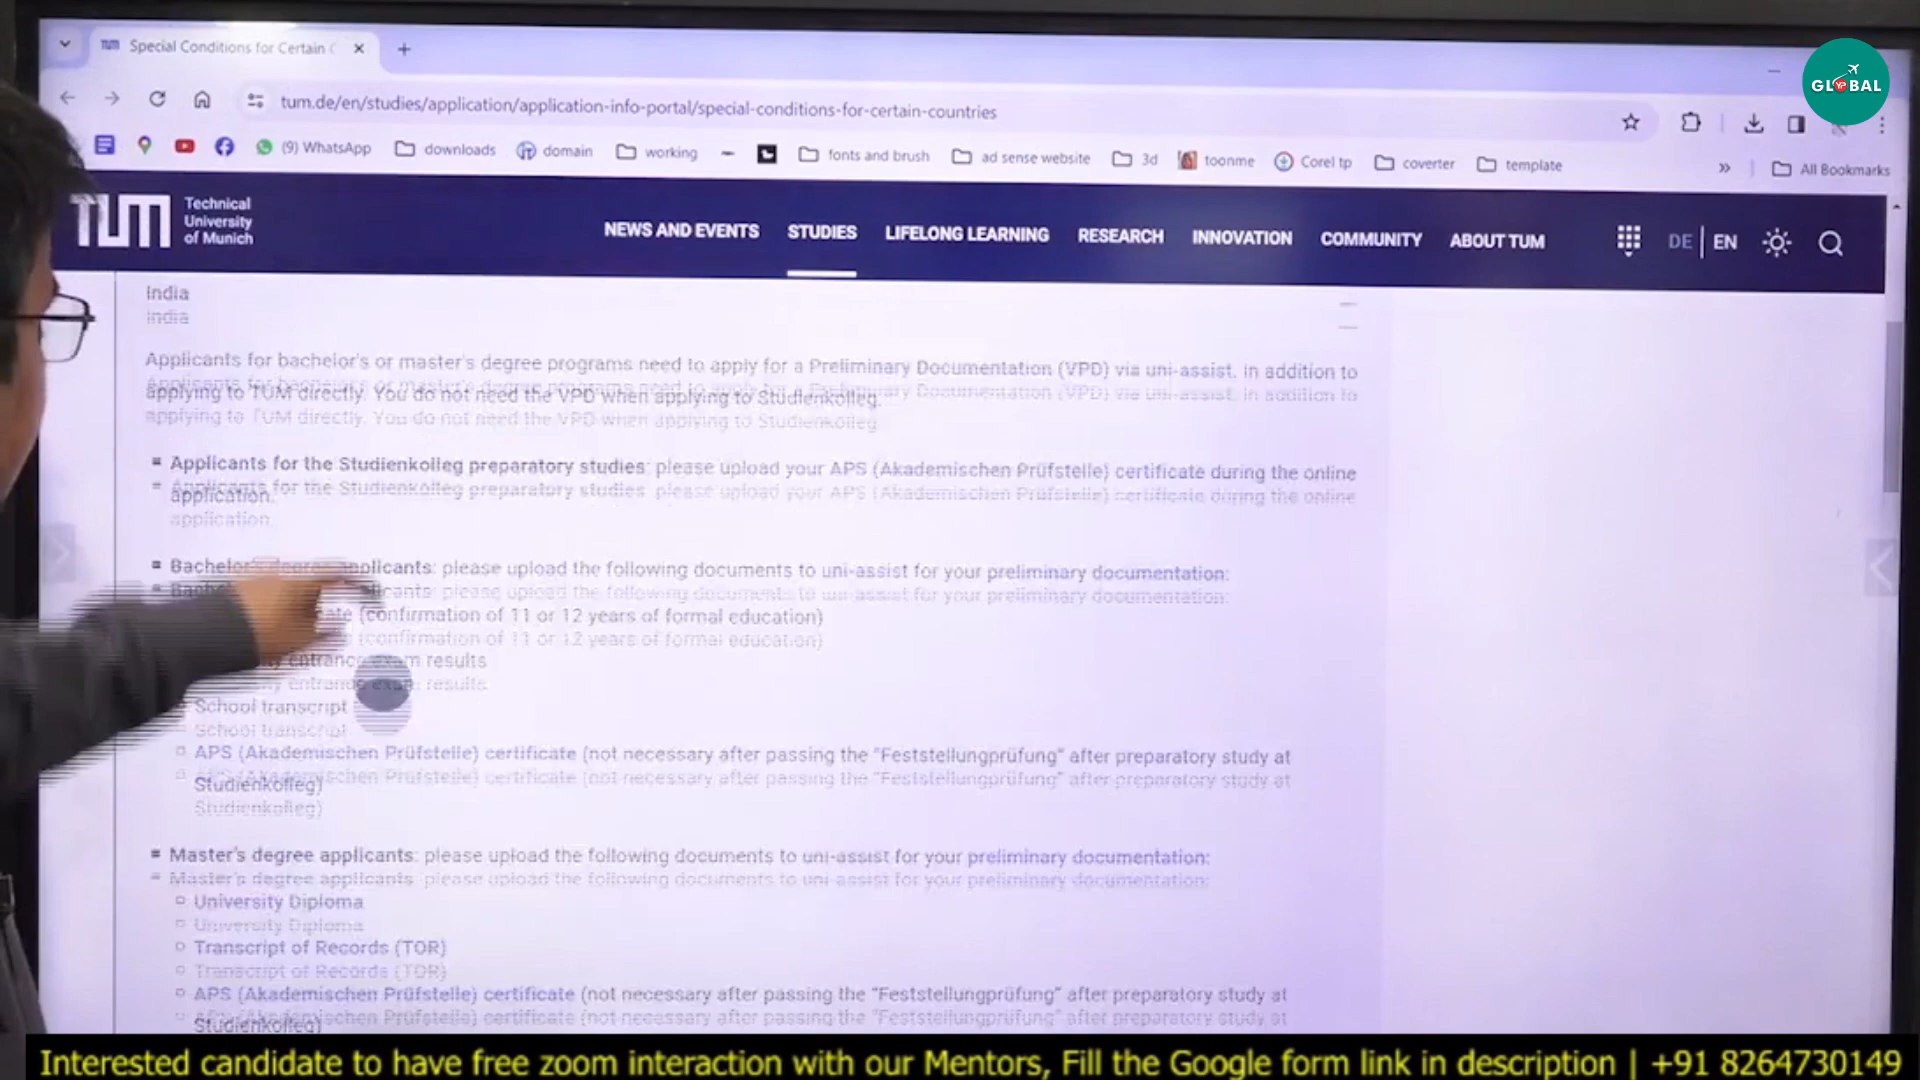 Special Conditions for Certain
GLOBAL
YP
tum.de/en/studies/application/application-info-portal/special-conditions-for-certain-countries
(9) WhatsApp downloads domain working fonts and brush ad sense website 3d toonme Corel tp coverter template » All Bookmarks
TUM Technical
University
of Munich
NEWS AND EVENTS STUDIES LIFELONG LEARNING RESEARCH INNOVATION COMMUNITY ABOUT TUM DE EN
India
Applicants for bachelor's or master's degree programs need to apply for a Preliminary Documentation (VPD) via uni-assist. In addition to
applying to TUM directly. You do not need the VPD when applying to Studienkolleg.
Applicants for the Studienkolleg preparatory studies: please upload your APS (Akademischen Prüfstelle) certificate during the online
application.
Bachelor's degree applicants: please upload the following documents to uni-assist for your preliminary documentation:
(confirmation of 11 or 12 years of formal education)
entrance exam results
School transcript
APS (Akademischen Prüfstelle) certificate (not necessary after passing the "Feststellungprüfung" after preparatory study at
Studienkolleg)
Master's degree applicants: please upload the following documents to uni-assist for your preliminary documentation:
University Diploma
Transcript of Records (TOR)
APS (Akademischen Prüfstelle) certificate (not necessary after passing the "Feststellungprüfung" after preparatory study at
Studienkolleg)
Interested candidate to have free zoom interaction with our Mentors, Fill the Google form link in description | +91 8264730149